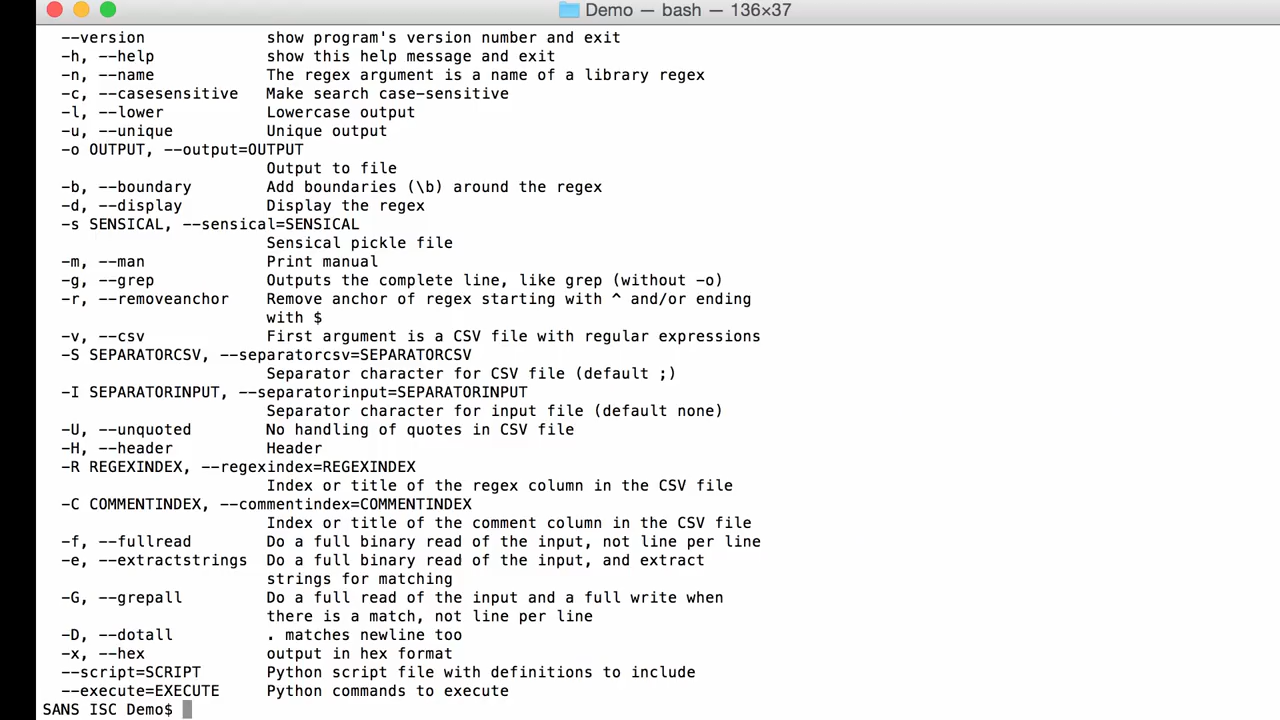 Demo — bash — 136×37
--version show program's version number and exit
-h, --help show this help message and exit
-n, --name The regex argument is a name of a library regex
-c, --casesensitive Make search case-sensitive
-l, --lower Lowercase output
-u, --unique Unique output
-o OUTPUT, --output=OUTPUT
Output to file
-b, --boundary Add boundaries (\b) around the regex
-d, --display Display the regex
-s SENSICAL, --sensical=SENSICAL
Sensical pickle file
-m, --man Print manual
-g, --grep Outputs the complete line, like grep (without -o)
-r, --removeanchor Remove anchor of regex starting with ^ and/or ending
with $
-v, --csv First argument is a CSV file with regular expressions
-S SEPARATORCSV, --separatorcsv=SEPARATORCSV
Separator character for CSV file (default ;)
-I SEPARATORINPUT, --separatorinput=SEPARATORINPUT
Separator character for input file (default none)
-U, --unquoted No handling of quotes in CSV file
-H, --header Header
-R REGEXINDEX, --regexindex=REGEXINDEX
Index or title of the regex column in the CSV file
-C COMMENTINDEX, --commentindex=COMMENTINDEX
Index or title of the comment column in the CSV file
-f, --fullread Do a full binary read of the input, not line per line
-e, --extractstrings Do a full binary read of the input, and extract
strings for matching
-G, --grepall Do a full read of the input and a full write when
there is a match, not line per line
-D, --dotall . matches newline too
-x, --hex output in hex format
--script=SCRIPT Python script file with definitions to include
--execute=EXECUTE Python commands to execute
SANS ISC Demo$